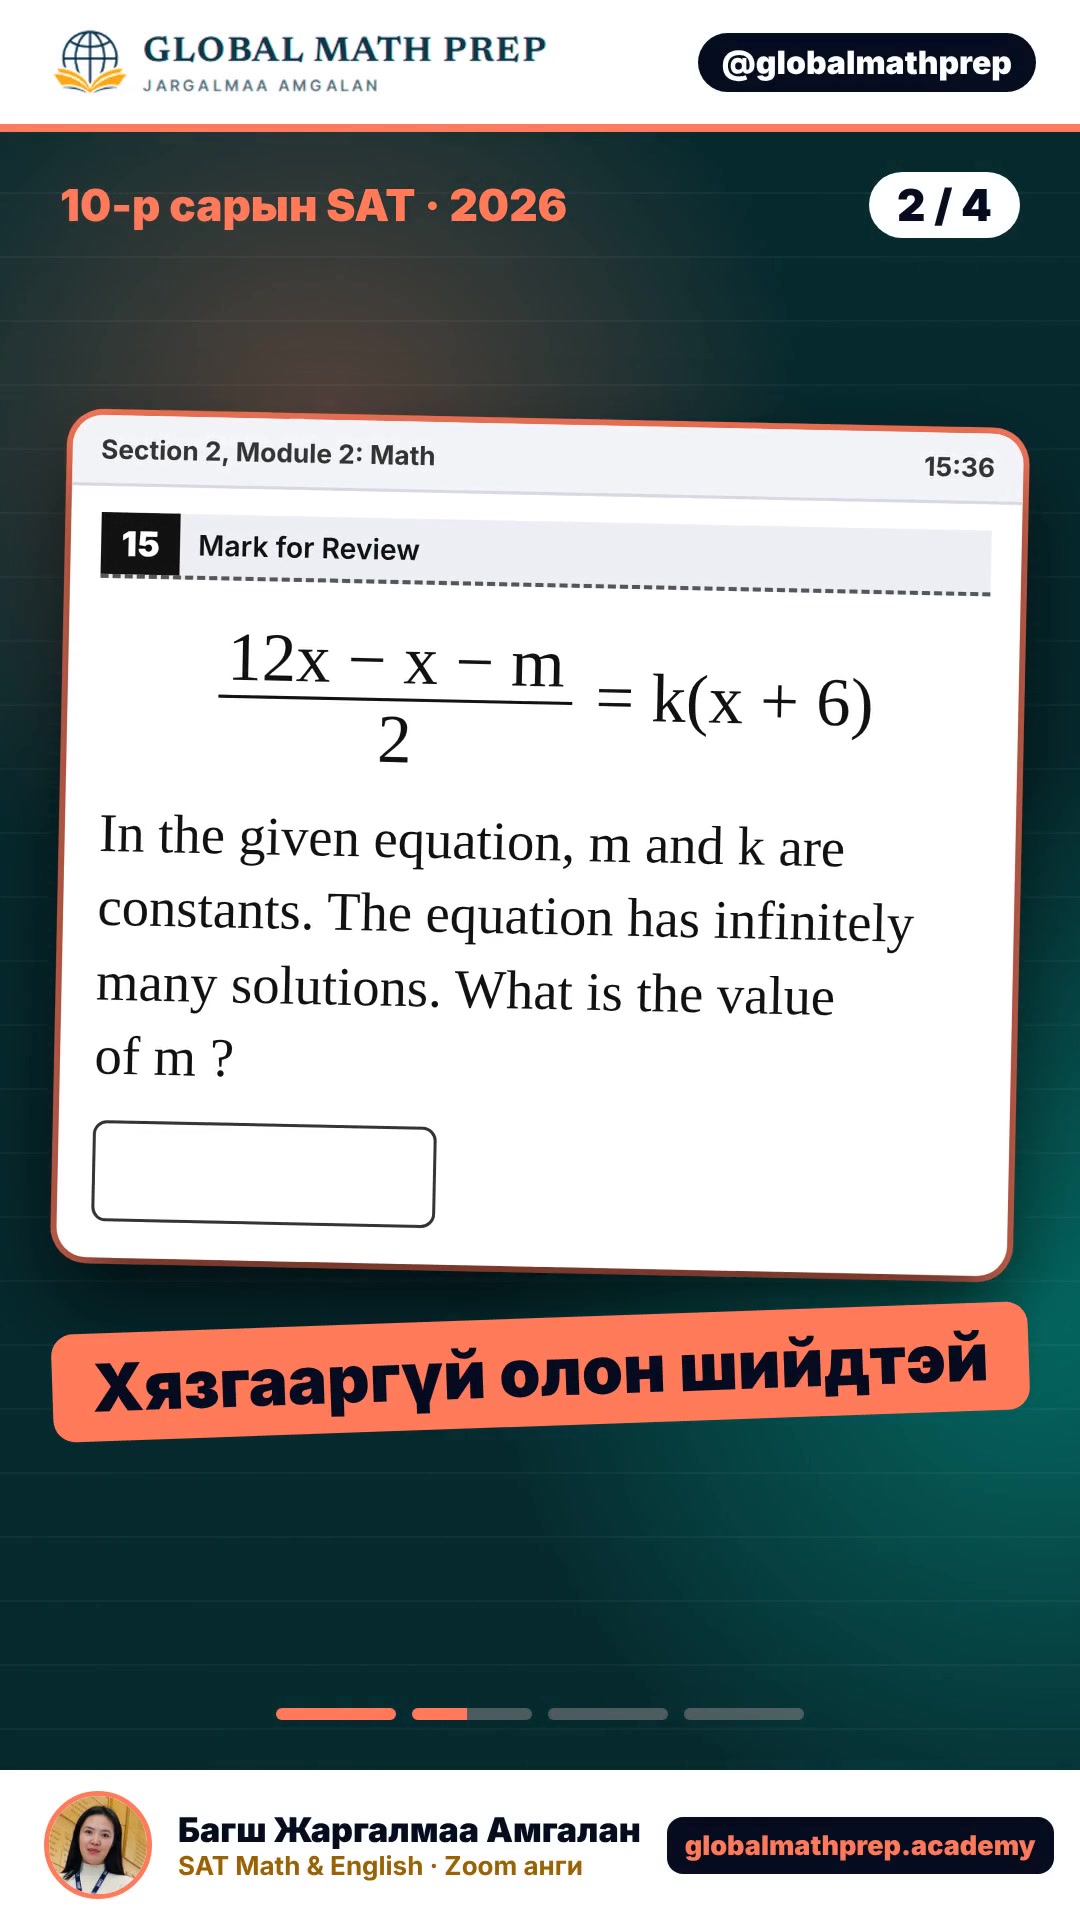 GLOBAL MATH PREP
JARGALMAA AMGALAN
@globalmathprep
10-р сарын SAT · 2026
2 / 4
Section 2, Module 2: Math
15:36
15
Mark for Review
12x − x − m
2
= k(x + 6)
In the given equation, m and k are
constants. The equation has infinitely
many solutions. What is the value
of m ?
Хязгааргүй олон шийдтэй
Багш Жаргалмаа Амгалан
SAT Math & English · Zoom анги
globalmathprep.academy